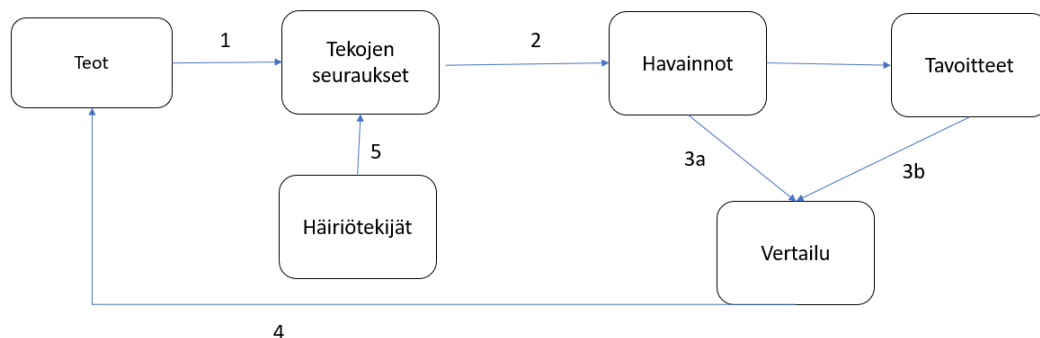 1
2
Teot
Tekojen
seuraukset
Havainnot
Tavoitteet
5
3a
3b
Häiriötekijät
Vertailu
4